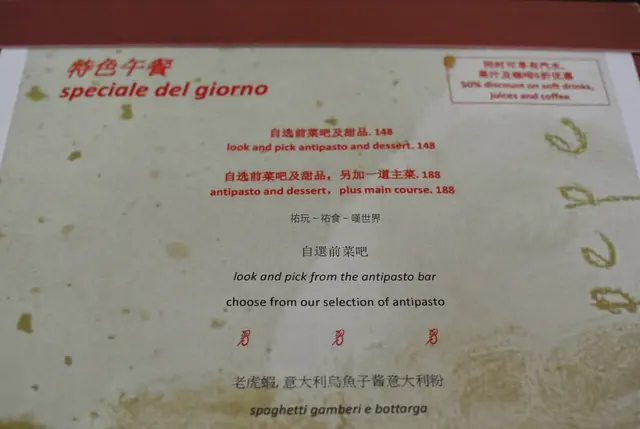 特色午餐
speciale del giorno
同时可享有汽水,
果汁及咖啡5折优惠
50% discount on soft drinks,
juices and coffee
自选前菜吧及甜品. 148
look and pick antipasto and dessert. 148
自选前菜吧及甜品, 另加一道主菜. 188
antipasto and dessert, plus main course. 188
祐玩 ~ 祐食 ~ 嘆世界
自選前菜吧
look and pick from the antipasto bar
choose from our selection of antipasto
老虎蝦, 意大利烏魚子醬意大利粉
spaghetti gamberi e bottarga
pepe